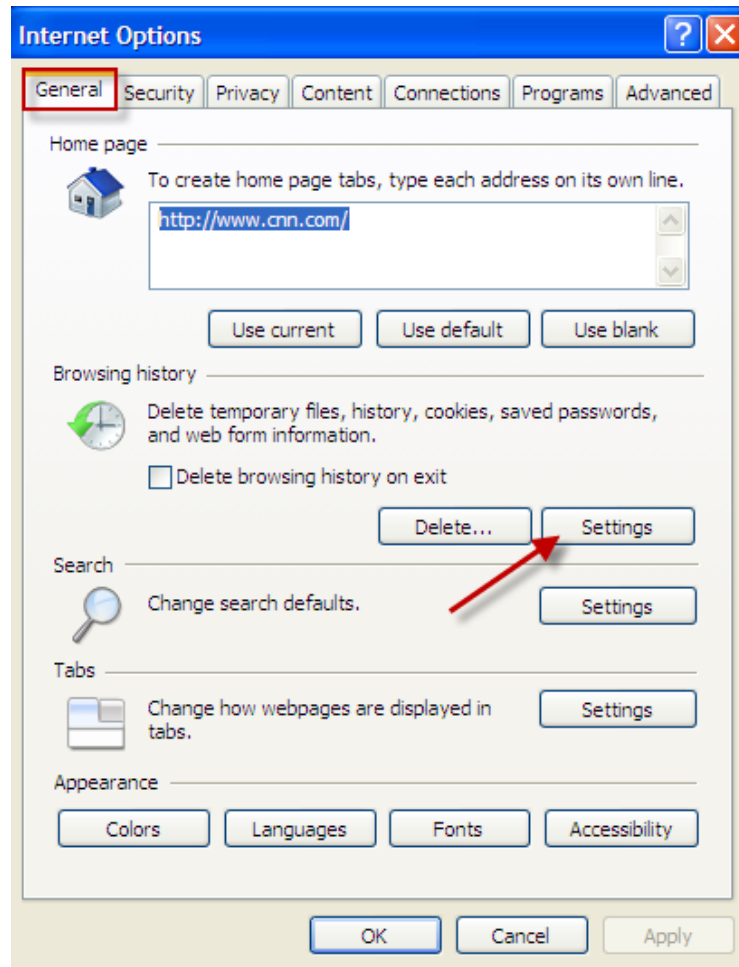 Internet Options
?
General Security Privacy Content Connections Programs Advanced
Home page
To create home page tabs, type each address on its own line.
http://www.cnn.com/
Use current Use default Use blank
Browsing history
Delete temporary files, history, cookies, saved passwords,
and web form information.
Delete browsing history on exit
Delete... Settings
Search
Change search defaults. Settings
Tabs
Change how webpages are displayed in
tabs.
Settings
Appearance
Colors Languages Fonts Accessibility
OK Cancel Apply